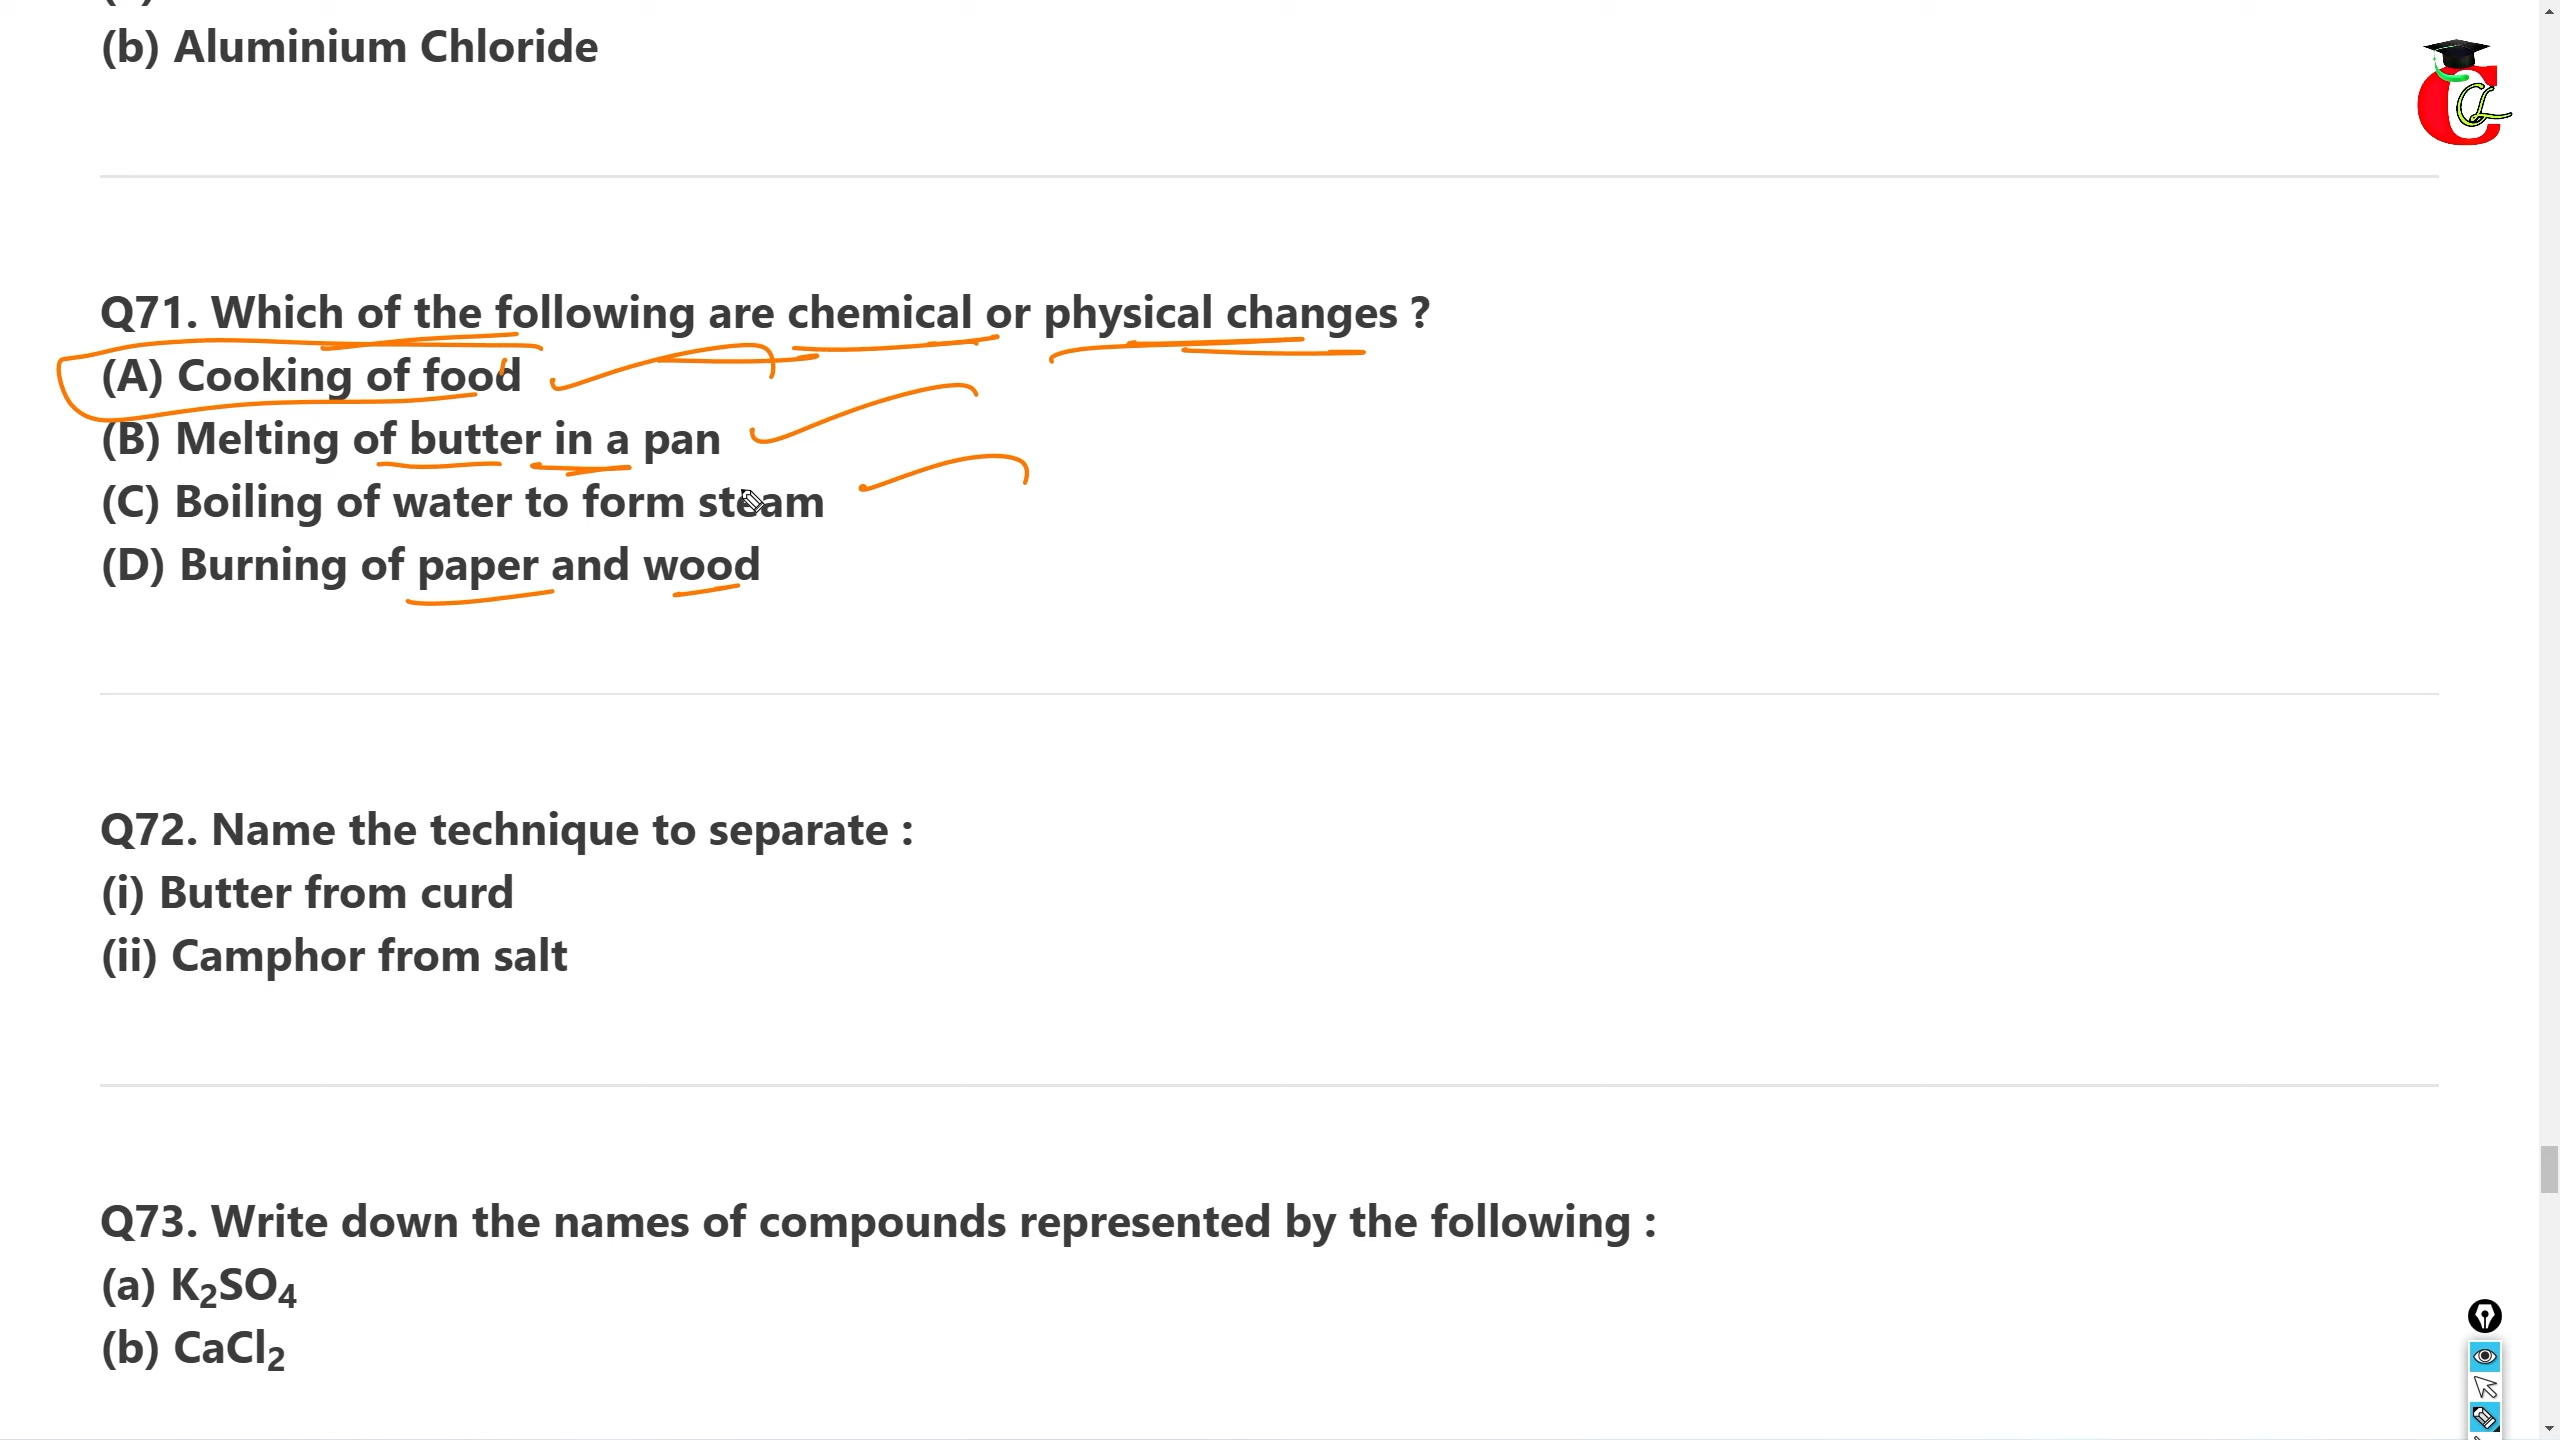 (b) Aluminium Chloride
Q71. Which of the following are chemical or physical changes ?
(A) Cooking of food
(B) Melting of butter in a pan
(C) Boiling of water to form steam
(D) Burning of paper and wood
Q72. Name the technique to separate :
(i) Butter from curd
(ii) Camphor from salt
Q73. Write down the names of compounds represented by the following :
(a) K₂SO₄
(b) CaCl₂